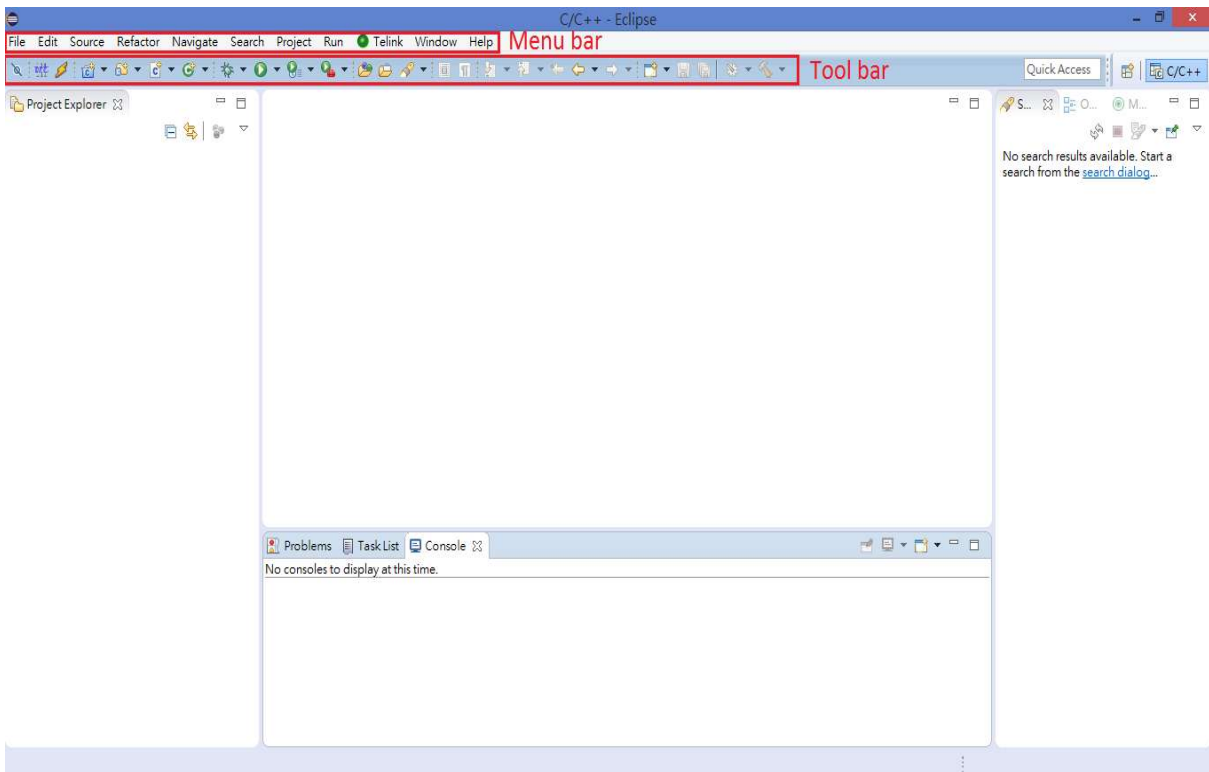 C/C++ - Eclipse
File Edit Source Refactor Navigate Search Project Run Telink Window Help Menu bar
Tool bar Quick Access C/C++
Project Explorer
S... O... M...
No search results available. Start a
search from the search dialog...
Problems Task List Console
No consoles to display at this time.